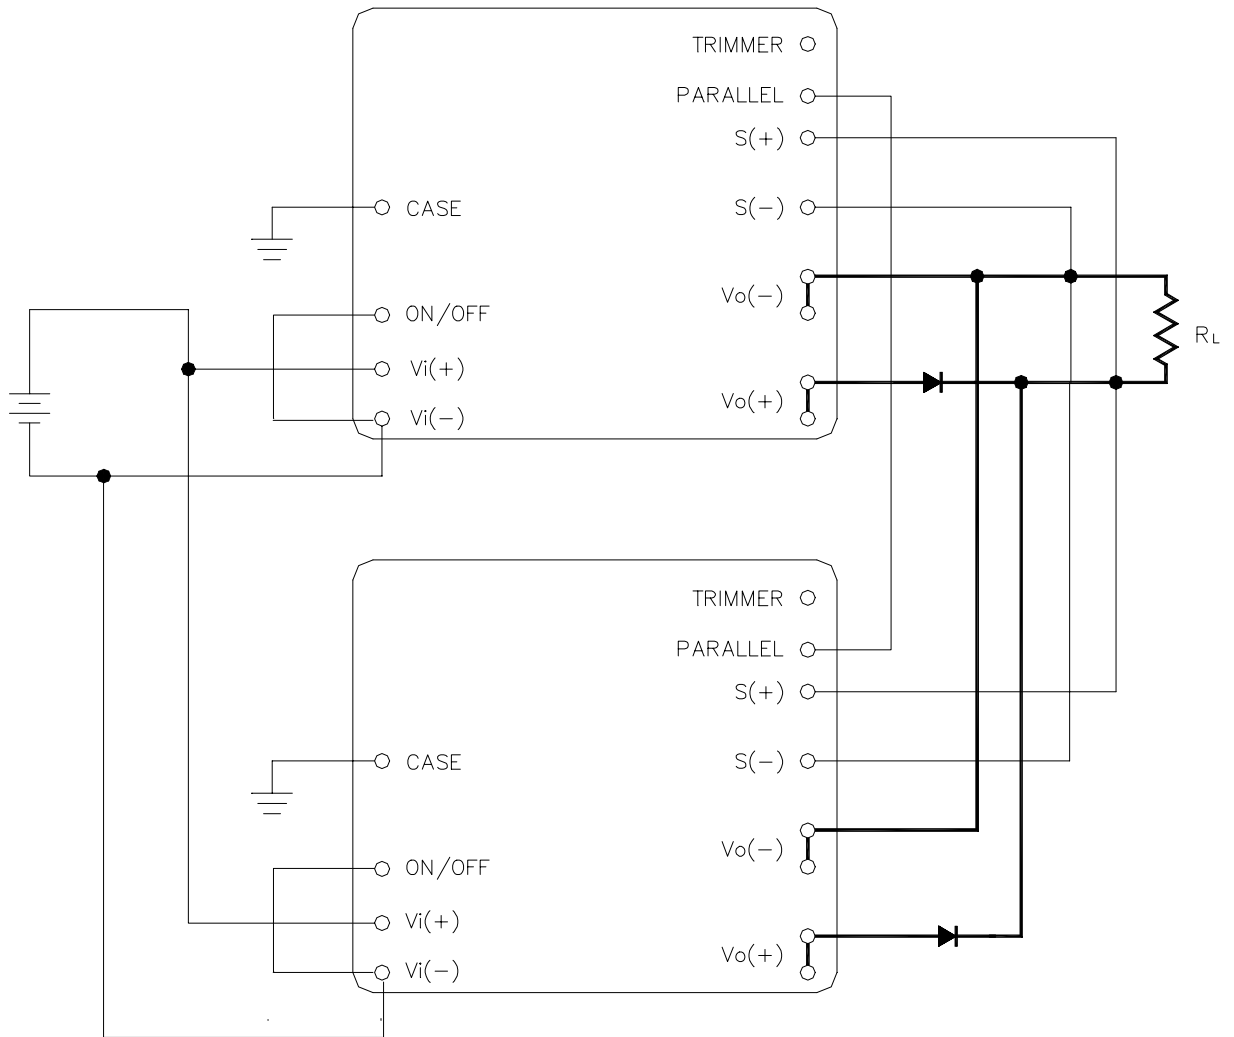 TRIMMER
PARALLEL
S(+)
CASE
S(−)
Vo(−)
ON/OFF
RL
Vi(+)
Vo(+)
Vi(−)
TRIMMER
PARALLEL
S(+)
CASE
S(−)
Vo(−)
ON/OFF
Vi(+)
Vo(+)
Vi(−)